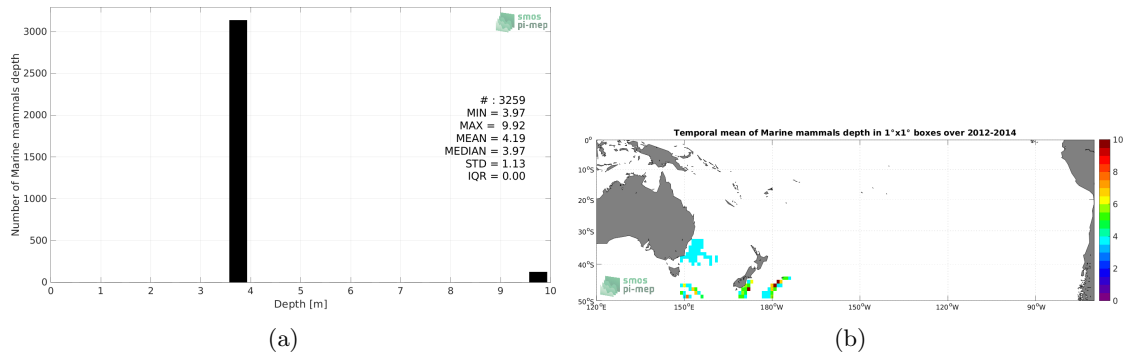 3000
2500
2000
1500
1000
500
0
Number of Marine mammals depth
smos
pi-mep
# : 3259
MIN = 3.97
MAX = 9.92
MEAN = 4.19
MEDIAN = 3.97
STD = 1.13
IQR = 0.00
0 1 2 3 4 5 6 7 8 9 10
Depth [m]
(a)
Temporal mean of Marine mammals depth in 1°x1° boxes over 2012-2014
0°
10°S
20°S
30°S
40°S
50°S
120°E 150°E 180°W 150°W 120°W 90°W
smos
pi-mep
10
8
6
4
2
0
(b)